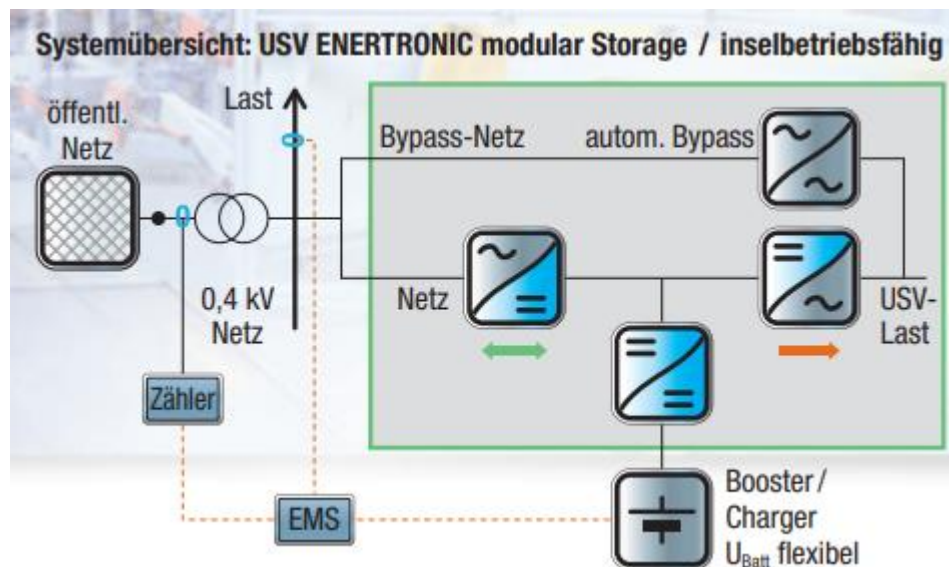 Systemübersicht: USV ENERTRONIC modular Storage / inselbetriebsfähig
öffentl.
Netz
Last
Bypass-Netz
autom. Bypass
0,4 kV
Netz
Netz
USV-
Last
Zähler
EMS
Booster /
Charger
U_Batt flexibel